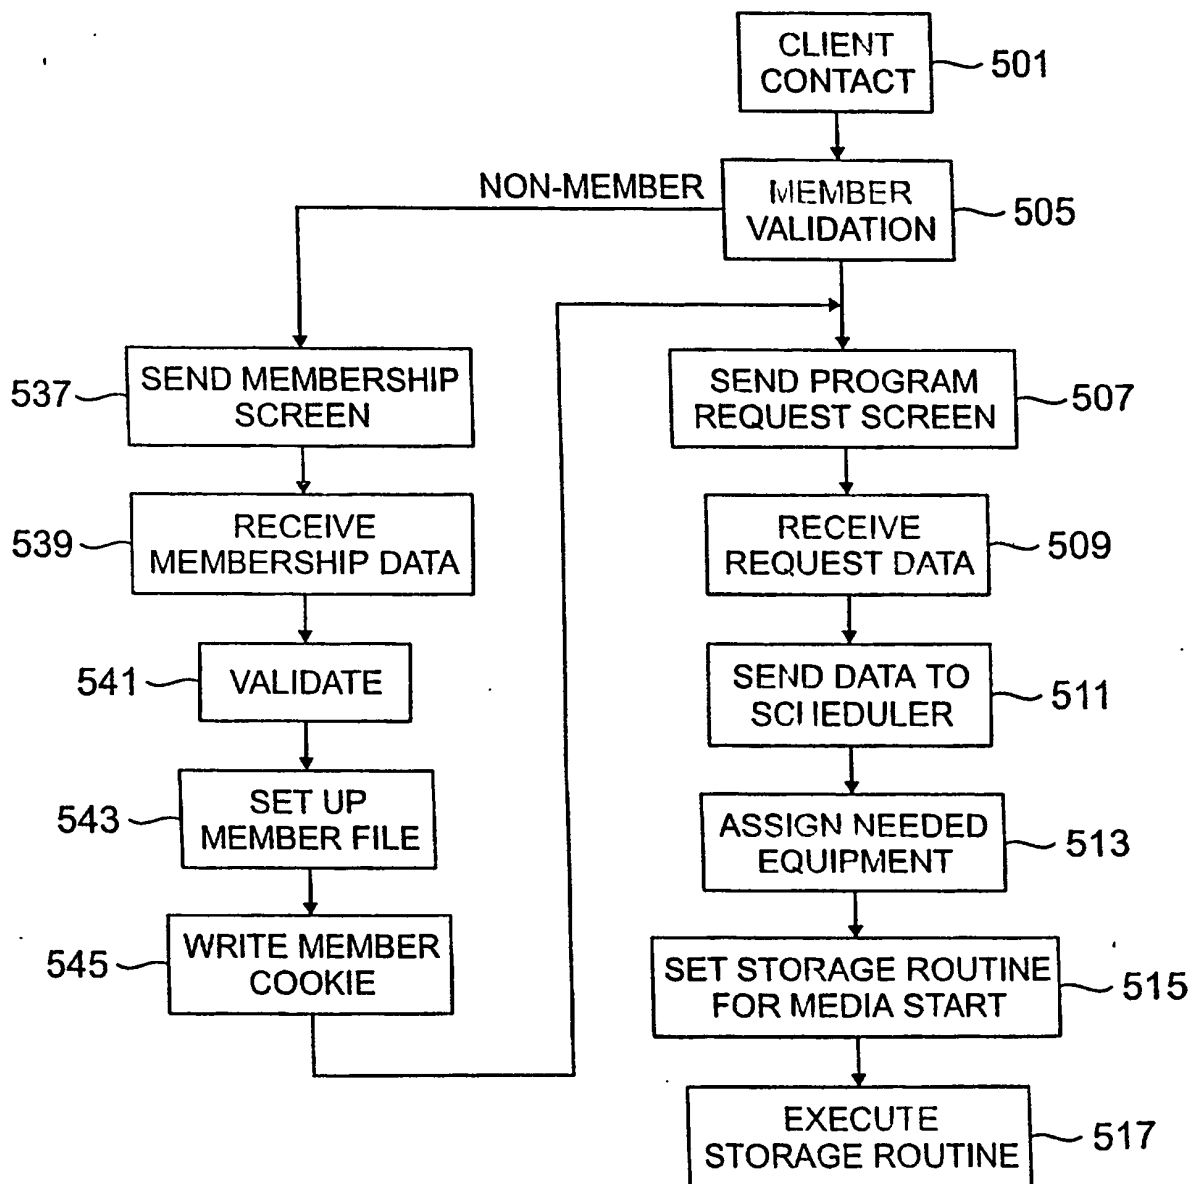 CLIENT
CONTACT
501
NON-MEMBER
MEMBER
VALIDATION
505
537
SEND MEMBERSHIP
SCREEN
SEND PROGRAM
REQUEST SCREEN
507
539
RECEIVE
MEMBERSHIP DATA
RECEIVE
REQUEST DATA
509
541
VALIDATE
SEND DATA TO
SCHEDULER
511
543
SET UP
MEMBER FILE
ASSIGN NEEDED
EQUIPMENT
513
545
WRITE MEMBER
COOKIE
SET STORAGE ROUTINE
FOR MEDIA START
515
EXECUTE
STORAGE ROUTINE
517